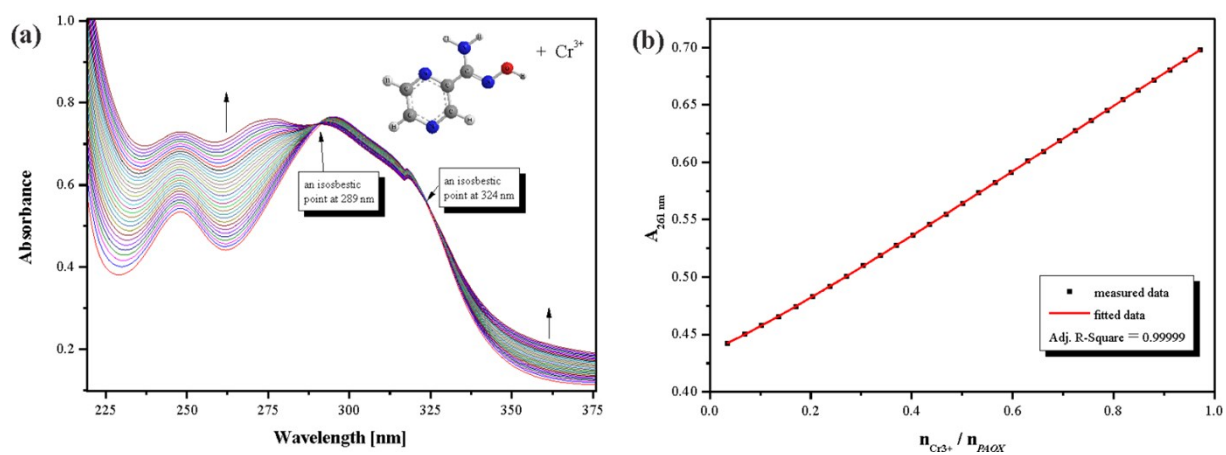 (a)
1.0
0.8
0.6
0.4
0.2
Absorbance
+ Cr³⁺
H
H
N
N
O
H
C
N
H
C
C
C
H
C
C
H
N
an isosbestic
point at 289 nm
an isosbestic
point at 324 nm
225
250
275
300
325
350
375
Wavelength [nm]
(b)
0.70
0.65
0.60
0.55
0.50
0.45
0.40
A₂₆₁ ₙₘ
measured data
fitted data
Adj. R-Square = 0.99999
0.0
0.2
0.4
0.6
0.8
1.0
n Cr3+ / n PAOX